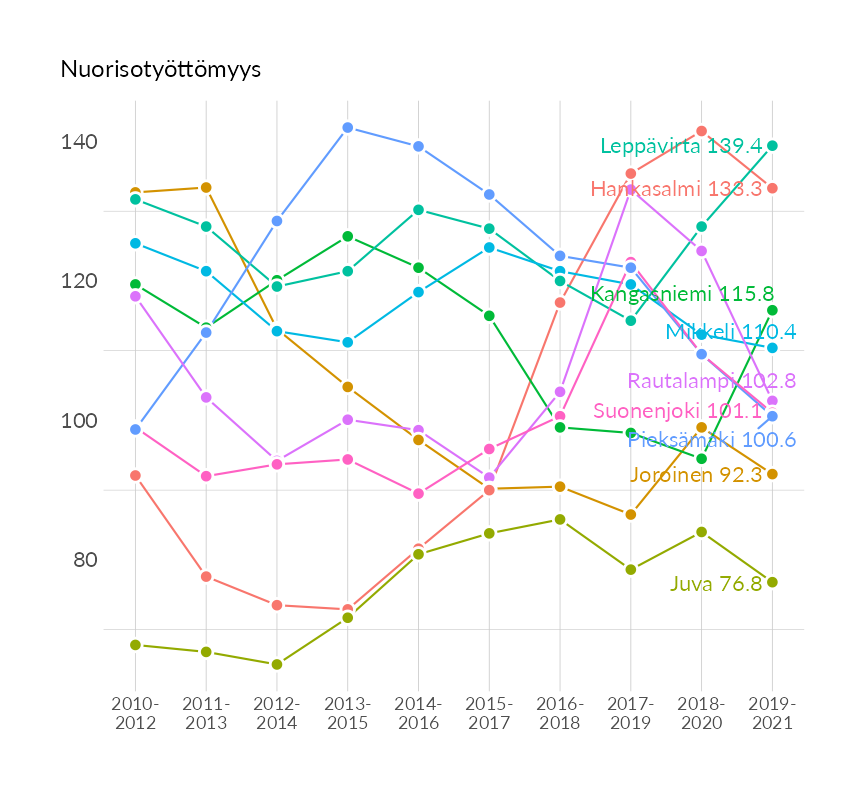 Nuorisotyöttömyys
140
120
100
80
Leppävirta 139.4
Hankasalmi 133.3
Kangasniemi 115.8
Mikkeli 110.4
Rautalampi 102.8
Suonenjoki 101.1
Pieksämäki 100.6
Joroinen 92.3
Juva 76.8
2010-
2012
2011-
2013
2012-
2014
2013-
2015
2014-
2016
2015-
2017
2016-
2018
2017-
2019
2018-
2020
2019-
2021